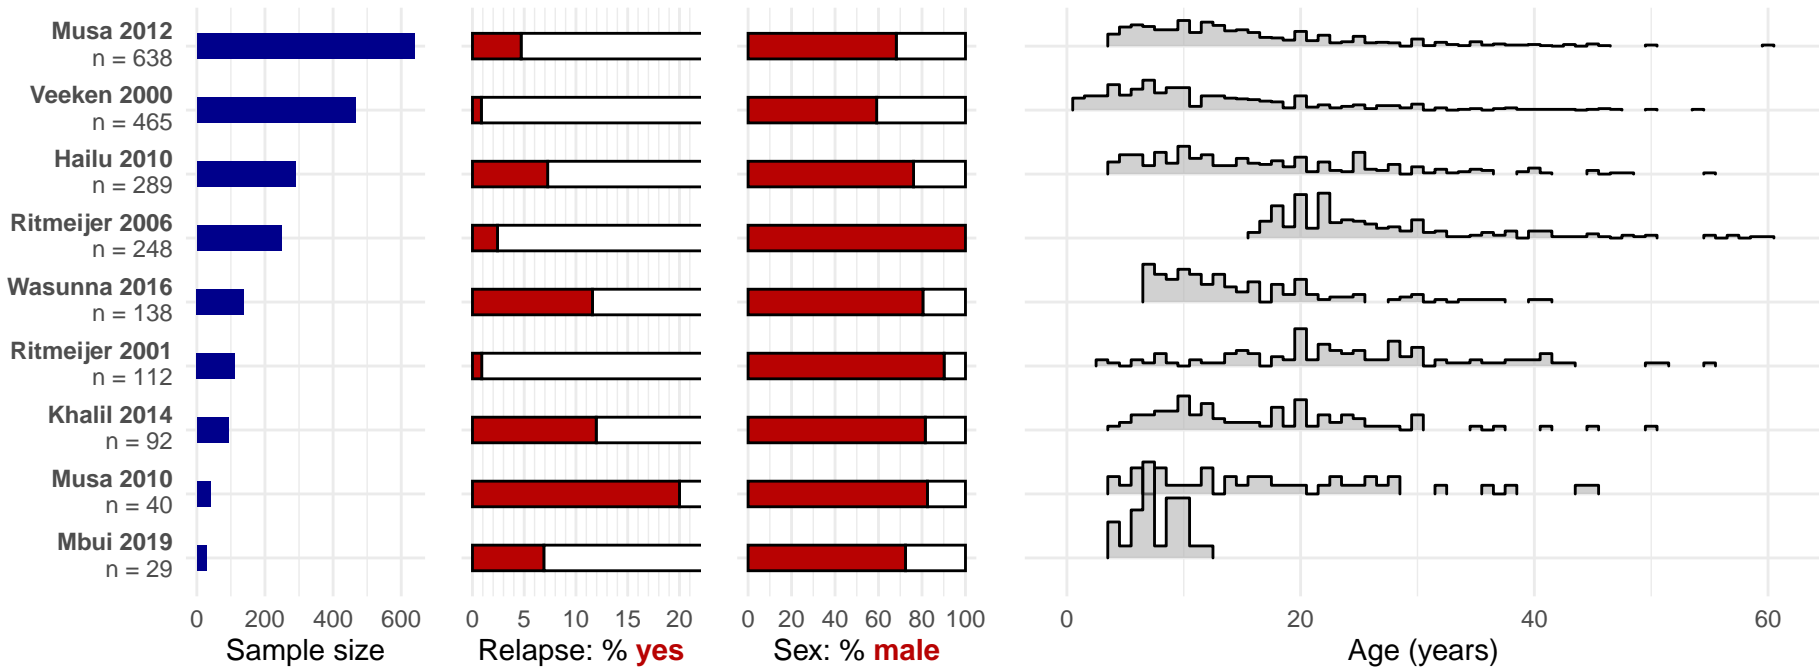 Musa 2012
n = 638
Veeken 2000
n = 465
Hailu 2010
n = 289
Ritmeijer 2006
n = 248
Wasunna 2016
n = 138
Ritmeijer 2001
n = 112
Khalil 2014
n = 92
Musa 2010
n = 40
Mbui 2019
n = 29
0 200 400 600
Sample size
0 5 10 15 20
Relapse: % yes
0 20 40 60 80 100
Sex: % male
0 20 40 60
Age (years)